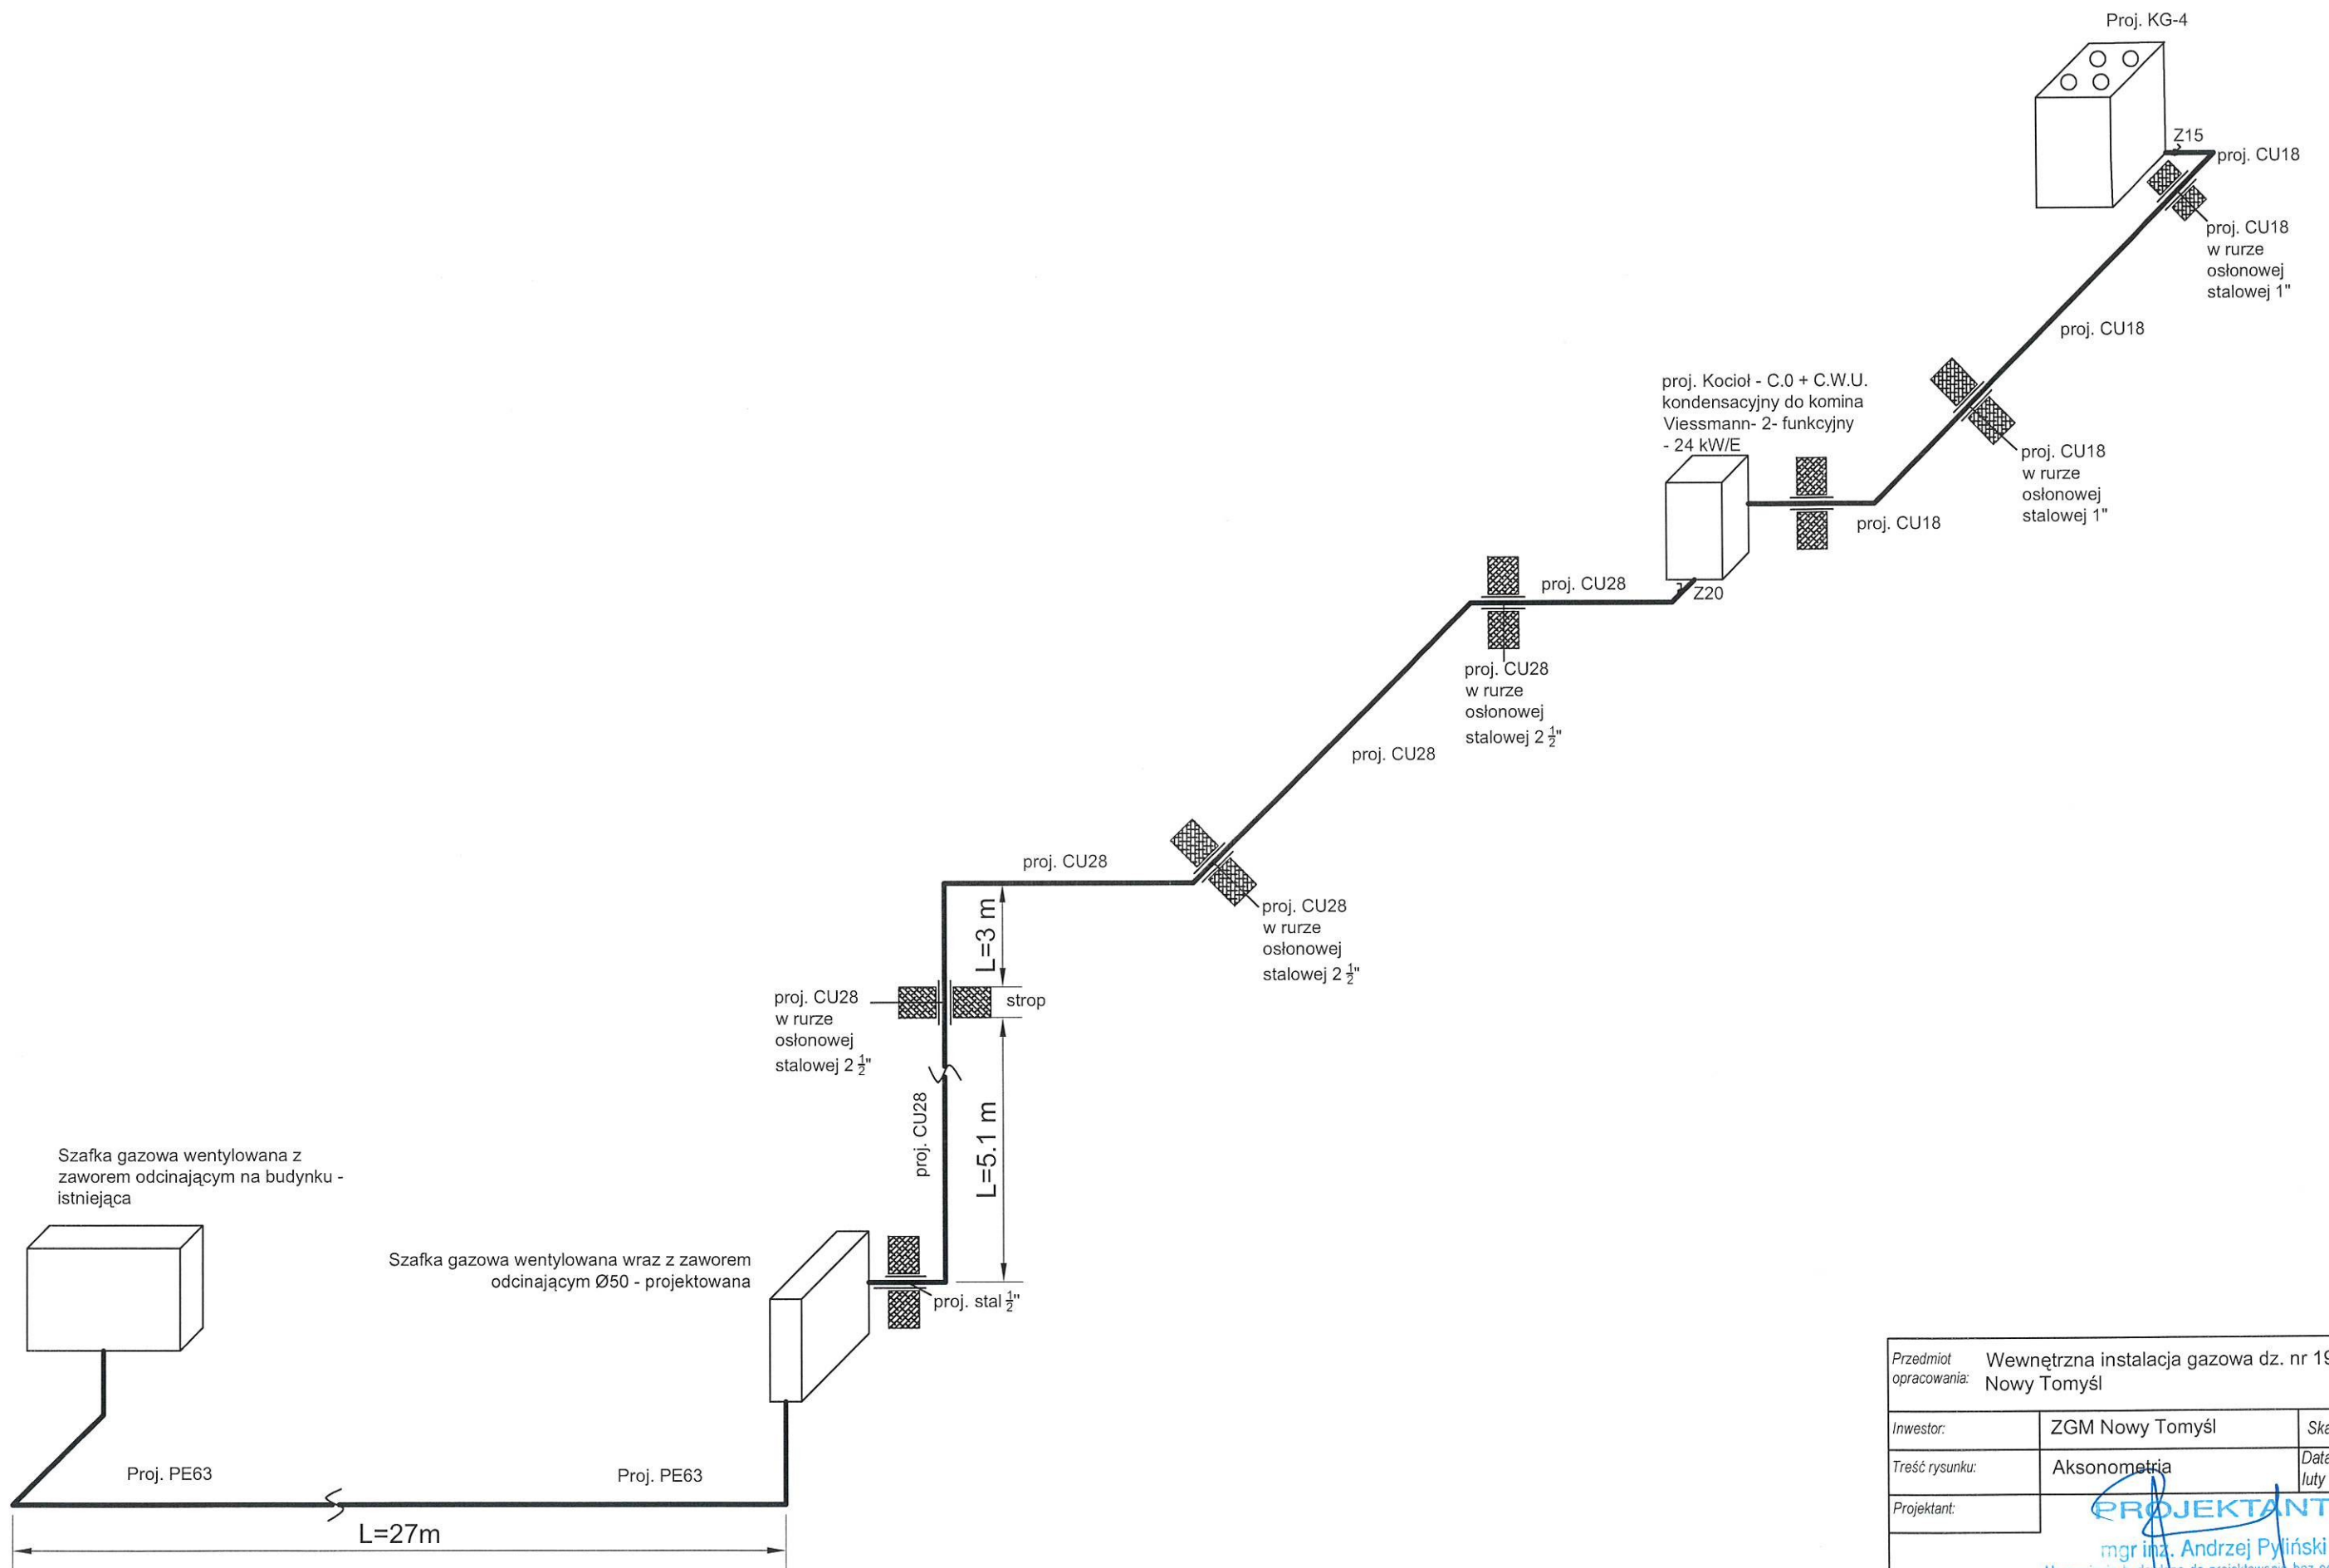 Proj. KG-4
Z15
proj. CU18
proj. CU18
w rurze
osłonowej
stalowej 1"
proj. CU18
proj. Kocioł - C.0 + C.W.U.
kondensacyjny do komina
Viessmann- 2- funkcyjny
- 24 kW/E
proj. CU18
w rurze
osłonowej
stalowej 1"
proj. CU18
proj. CU28
Z20
proj. CU28
w rurze
osłonowej
stalowej 2 1/2"
proj. CU28
proj. CU28
proj. CU28
w rurze
osłonowej
stalowej 2 1/2"
L=3 m
proj. CU28
w rurze
osłonowej
stalowej 2 1/2"
strop
proj. CU28
L=5.1 m
Szafka gazowa wentylowana z
zaworem odcinającym na budynku -
istniejąca
Szafka gazowa wentylowana wraz z zaworem
odcinającym Ø50 - projektowana
proj. stal 1/2"
Proj. PE63
Proj. PE63
L=27m
Przedmiot
opracowania:
Wewnętrzna instalacja gazowa dz. nr 19
Nowy Tomyśl
Inwestor:
ZGM Nowy Tomyśl
Treść rysunku:
Aksonometria
luty
Projektant:
PROJEKTANT
mgr inż. Andrzej Pyliński